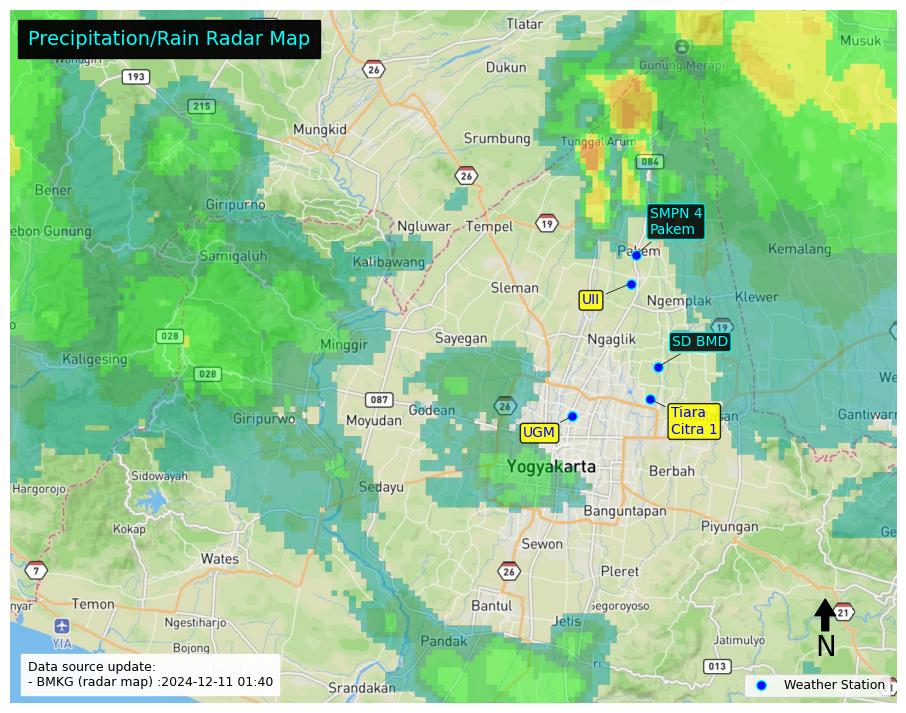 Precipitation/Rain Radar Map
Tlatar
Musuk
193
26
Dukun
Gunung Merapi
215
Mungkid
Srumbung
Tunggal Arum
084
26
Bener
Giripurno
SMPN 4
Pakem
Ngluwar
Tempel
19
ebon Gunung
Samigaluh
Kalibawang
Pakem
Kemalang
Sleman
UII
Ngemplak
Klewer
028
Minggir
Sayegan
Ngaglik
19
SD BMD
Kaligesing
028
We
087
Godean
26
Giripurwo
Moyudan
UGM
Tiara
Citra 1
an
Gantiwarn
Yogyakarta
Berbah
Hargorojo
Sidowayah
Sedayu
Banguntapan
Kokap
Piyungan
Ge
Wates
Sewon
7
26
Pleret
nyar
Temon
Bantul
segoroyoso
21
Ngestiharjo
Jetis
YIA
Bojong
Pandak
Jatimulyo
N
ri
013
Data source update:
- BMKG (radar map) :2024-12-11 01:40
Srandakan
Weather Station